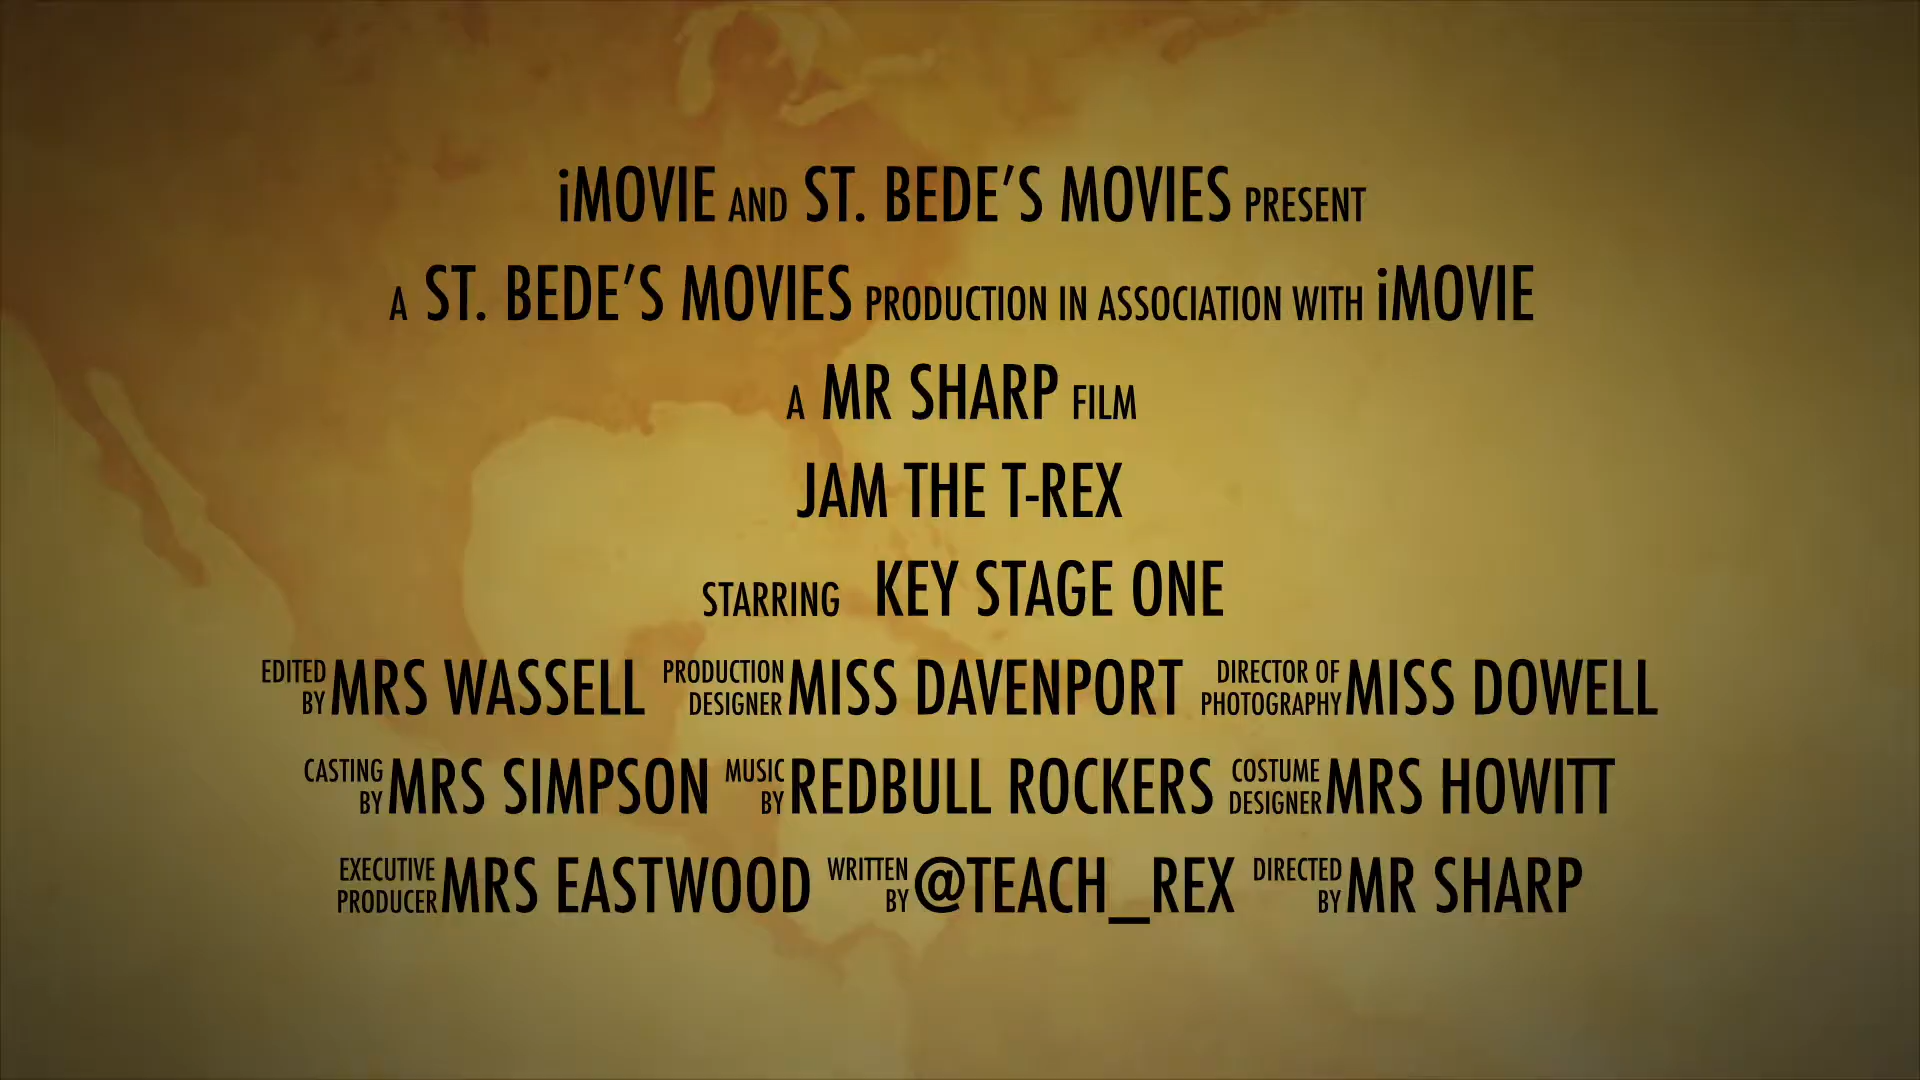 iMOVIE AND ST. BEDE'S MOVIES PRESENT
A ST. BEDE'S MOVIES PRODUCTION IN ASSOCIATION WITH iMOVIE
A MR SHARP FILM
JAM THE T-REX
STARRING KEY STAGE ONE
EDITED BY MRS WASSELL PRODUCTION DESIGNER MISS DAVENPORT DIRECTOR OF PHOTOGRAPHY MISS DOWELL
CASTING BY MRS SIMPSON MUSIC BY REDBULL ROCKERS COSTUME DESIGNER MRS HOWITT
EXECUTIVE PRODUCER MRS EASTWOOD WRITTEN BY @TEACH_REX DIRECTED BY MR SHARP